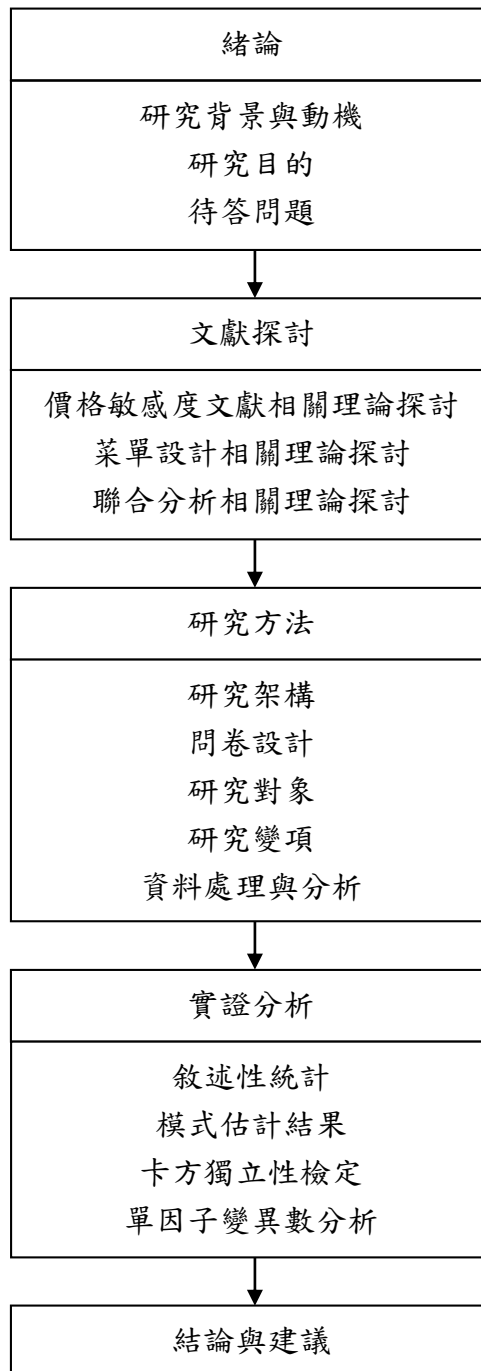 緒論
研究背景與動機
研究目的
待答問題
文獻探討
價格敏感度文獻相關理論探討
菜單設計相關理論探討
聯合分析相關理論探討
研究方法
研究架構
問卷設計
研究對象
研究變項
資料處理與分析
實證分析
敘述性統計
模式估計結果
卡方獨立性檢定
單因子變異數分析
結論與建議